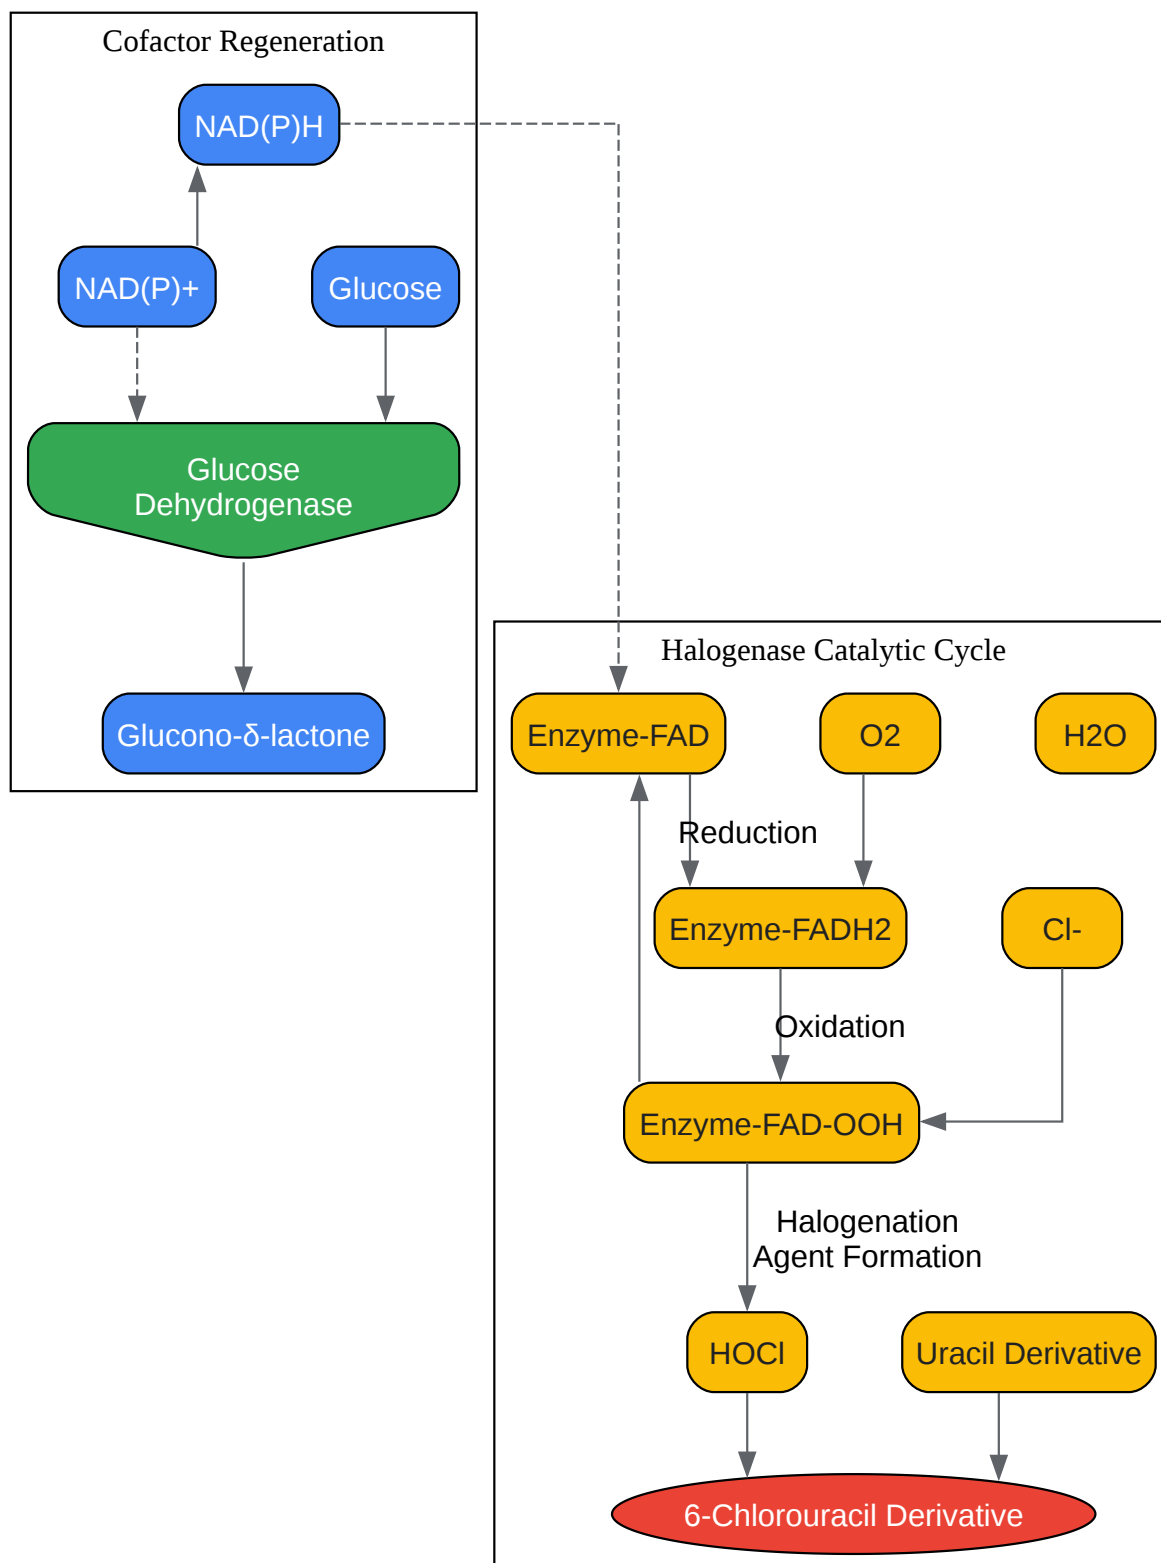 Cofactor Regeneration
NAD(P)H
NAD(P)+
Glucose
Glucose
Dehydrogenase
Glucono-δ-lactone
Halogenase Catalytic Cycle
Enzyme-FAD
O2
H2O
Reduction
Enzyme-FADH2
Cl-
Oxidation
Enzyme-FAD-OOH
Halogenation
Agent Formation
HOCl
Uracil Derivative
6-Chlorouracil Derivative